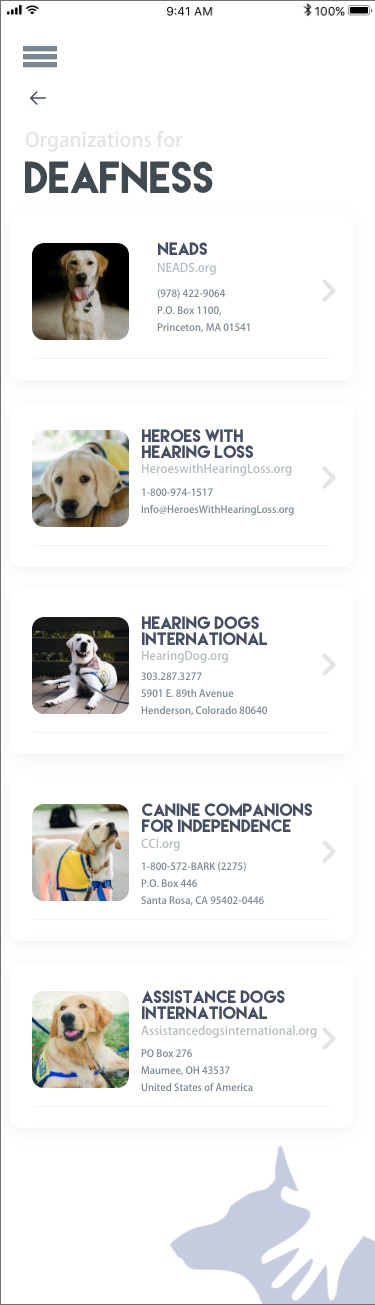 9:41 AM
100%
Organizations for
DEAFNESS
NEADS
NEADS.org
(978) 422-9064
P.O. Box 1100,
Princeton, MA 01541
HEROES WITH
HEARING LOSS
HeroeswithHearingLoss.org
1-800-974-1517
Info@HeroesWithHearingLoss.org
HEARING DOGS
INTERNATIONAL
HearingDog.org
303.287.3277
5901 E. 89th Avenue
Henderson, Colorado 80640
CANINE COMPANIONS
FOR INDEPENDENCE
CCI.org
1-800-572-BARK (2275)
P.O. Box 446
Santa Rosa, CA 95402-0446
ASSISTANCE DOGS
INTERNATIONAL
Assistancedogsinternational.org
PO Box 276
Maumee, OH 43537
United States of America